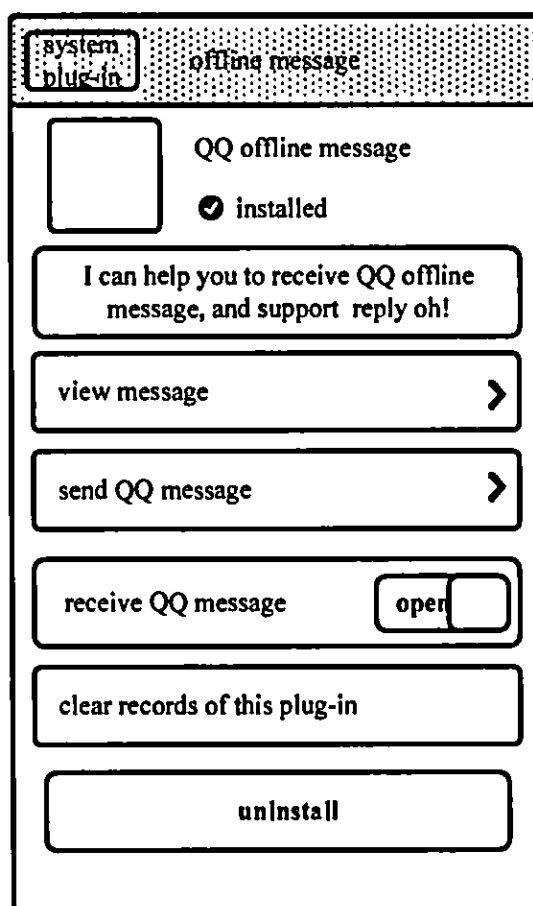 system
plug-in
offline message
QQ offline message
installed
I can help you to receive QQ offline
message, and support reply oh!
view message
send QQ message
receive QQ message
open
clear records of this plug-in
uninstall